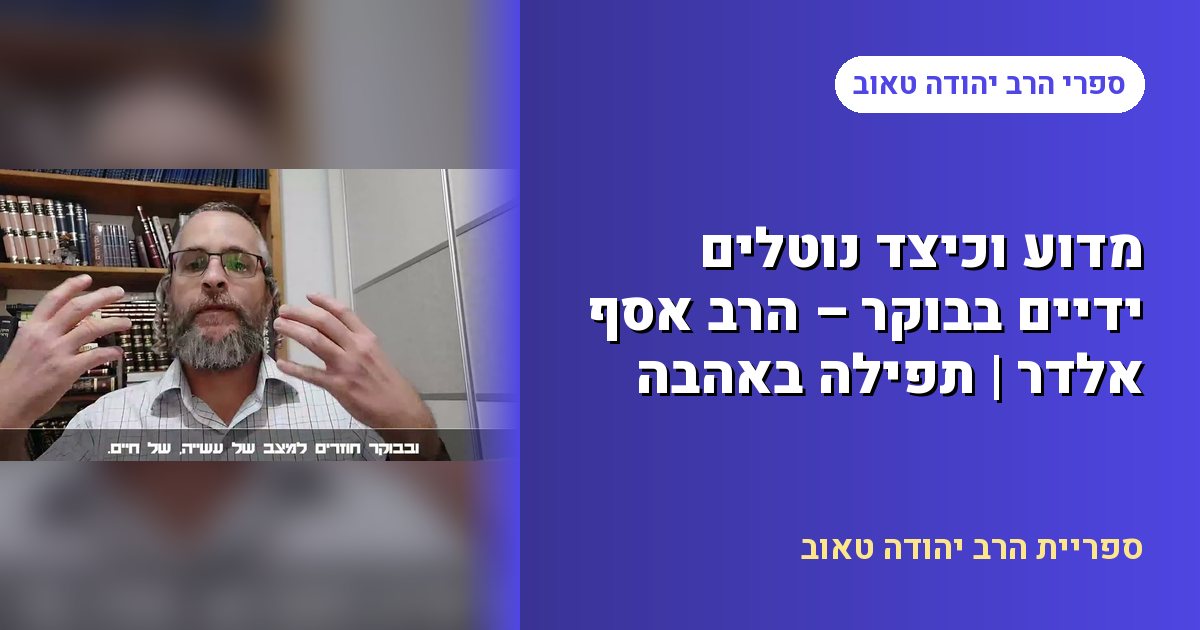 ספרי הרב יהודה טאוב
מדוע וכיצד נוטלים
ידיים בבוקר – הרב אסף
אלדר | תפילה באהבה
ובבוקר חוזרים למצב של עשייה, של חיים.
ספריית הרב יהודה טאוב